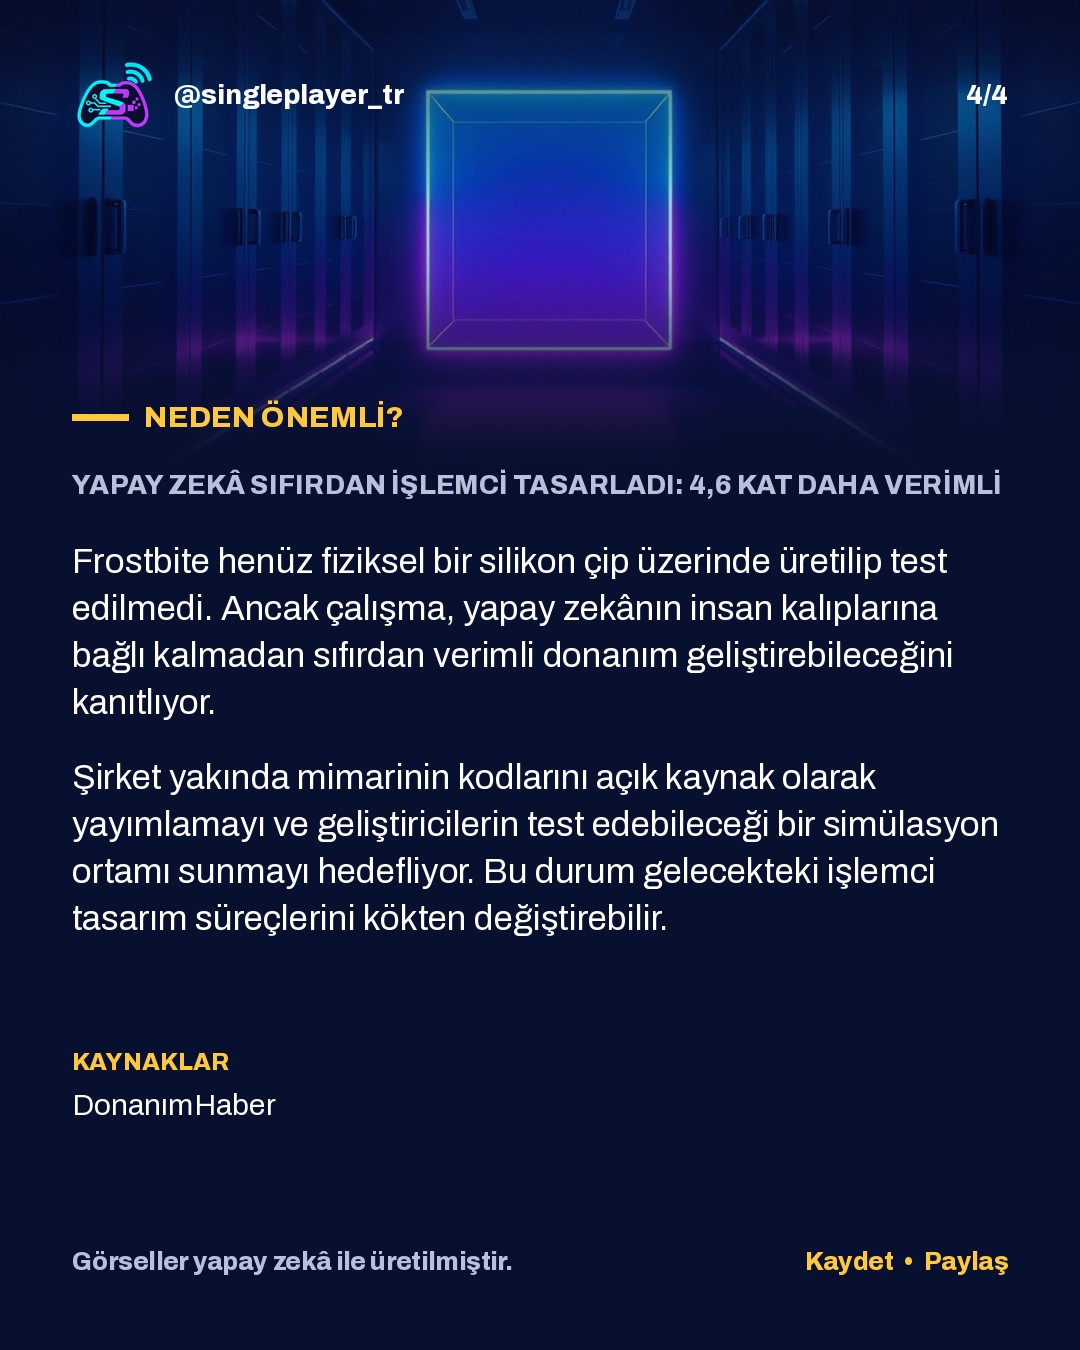 @singleplayer_tr
4/4
NEDEN ÖNEMLİ?
YAPAY ZEKÂ SIFIRDAN İŞLEMCİ TASARLADI: 4,6 KAT DAHA VERİMLİ
Frostbite henüz fiziksel bir silikon çip üzerinde üretilip test
edilmedi. Ancak çalışma, yapay zekânın insan kalıplarına
bağlı kalmadan sıfırdan verimli donanım geliştirebileceğini
kanıtlıyor.
Şirket yakında mimarinin kodlarını açık kaynak olarak
yayımlamayı ve geliştiricilerin test edebileceği bir simülasyon
ortamı sunmayı hedefliyor. Bu durum gelecekteki işlemci
tasarım süreçlerini kökten değiştirebilir.
KAYNAKLAR
DonanımHaber
Görseller yapay zekâ ile üretilmiştir.
Kaydet • Paylaş